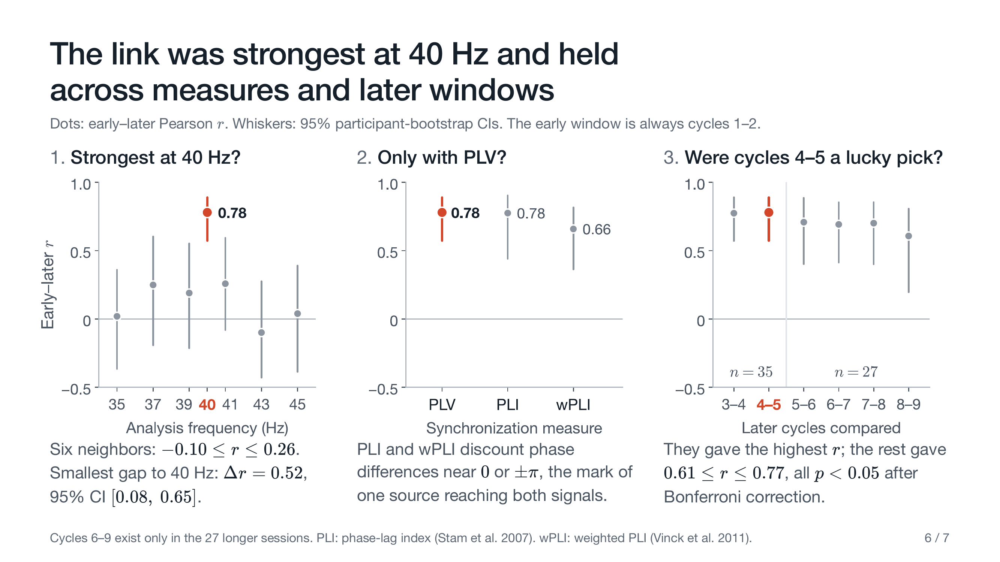 The link was strongest at 40 Hz and held
across measures and later windows
Dots: early–later Pearson r. Whiskers: 95% participant-bootstrap CIs. The early window is always cycles 1–2.
1. Strongest at 40 Hz?
1.0
0.5
0
−0.5
Early–later r
0.78
35 37 39 40 41 43 45
Analysis frequency (Hz)
Six neighbors: −0.10 ≤ r ≤ 0.26.
Smallest gap to 40 Hz: Δr = 0.52,
95% CI [0.08, 0.65].
2. Only with PLV?
1.0
0.5
0
−0.5
0.78
0.78
0.66
PLV PLI wPLI
Synchronization measure
PLI and wPLI discount phase
differences near 0 or ±π, the mark of
one source reaching both signals.
3. Were cycles 4–5 a lucky pick?
1.0
0.5
0
−0.5
n = 35
n = 27
3–4 4–5 5–6 6–7 7–8 8–9
Later cycles compared
They gave the highest r; the rest gave
0.61 ≤ r ≤ 0.77, all p < 0.05 after
Bonferroni correction.
Cycles 6–9 exist only in the 27 longer sessions. PLI: phase-lag index (Stam et al. 2007). wPLI: weighted PLI (Vinck et al. 2011).
6 / 7